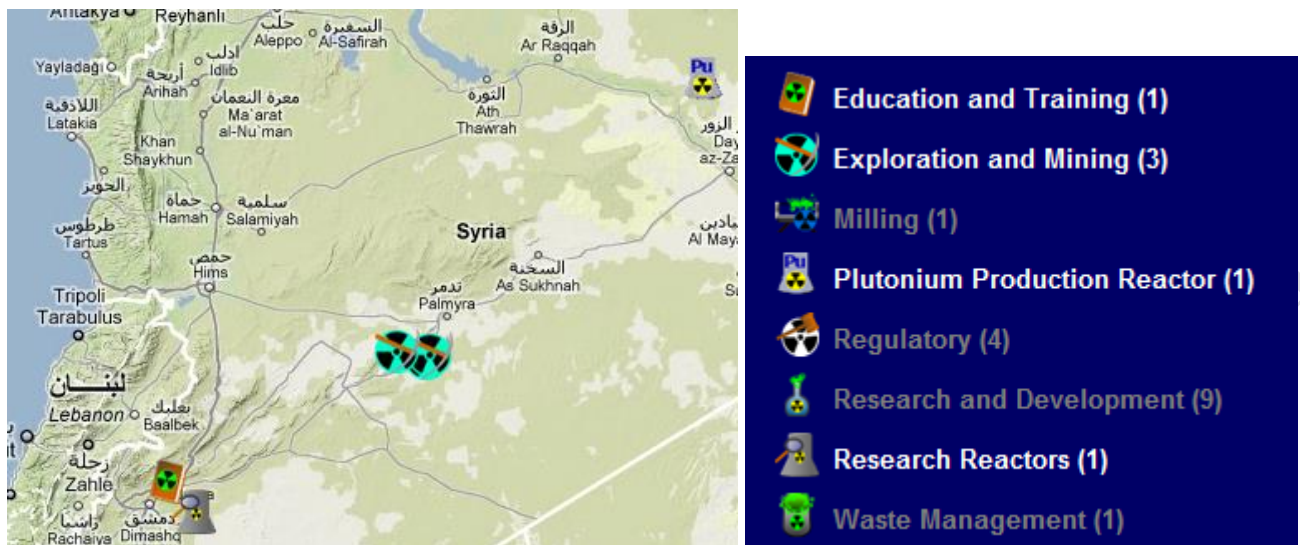 Antakya
Reyhanlı
حلب
Aleppo
السفيرة
Al-Safirah
الرقة
Ar Raqqah
Yayladağı
ادلب
Idlib
أريحة
Arihah
معرة النعمان
Ma`arat
al-Nu`man
الثورة
Ath
Thawrah
Pu
اللاذقية
Latakia
Khan
Shaykhun
الزور
Day
az-Za
الحويز
حماة
Hamah
سلمية
Salamiyah
طرطوس
Tartus
Syria
يادين
Al Maya
حمص
Hims
السخنة
As Sukhnah
تدمر
Palmyra
Tripoli
Tarabulus
لبنان
Lebanon
بعلبك
Baalbek
زحلة
Zahle
دمشق
Dimashq
راشيا
Rachaiya
Education and Training (1)
Exploration and Mining (3)
Milling (1)
Pu
Plutonium Production Reactor (1)
Regulatory (4)
Research and Development (9)
Research Reactors (1)
Waste Management (1)